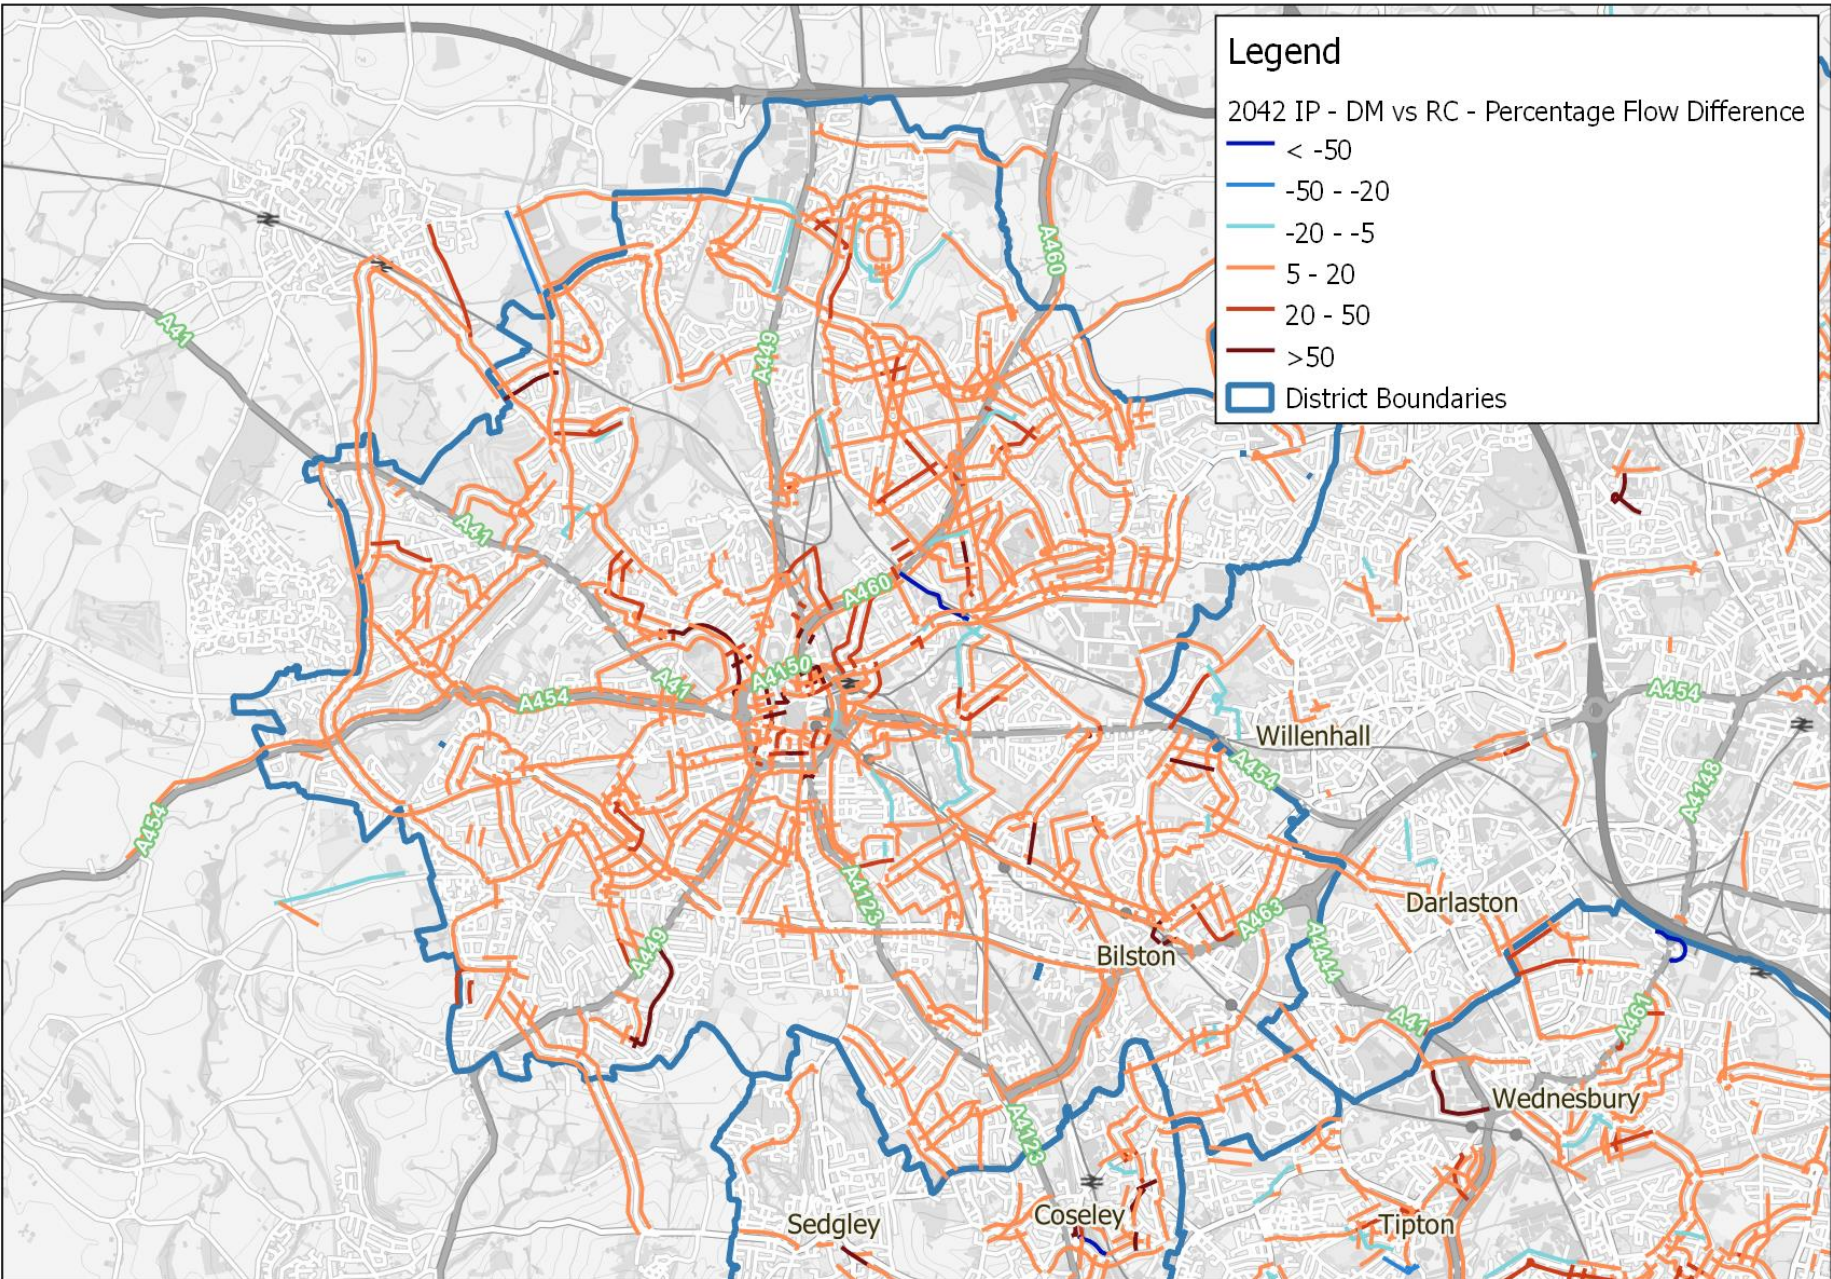 Legend
2042 IP - DM vs RC - Percentage Flow Difference
< -50
-50 - -20
-20 - -5
5 - 20
20 - 50
>50
District Boundaries
A449
A460
A41
A449
A41
A460
A4150
A41
A454
A454
Willenhall
A454
A4148
A454
A4123
Darlaston
A463
A449
Bilston
A4444
A41
A461
Wednesbury
A4123
Sedgley
Coseley
Tipton